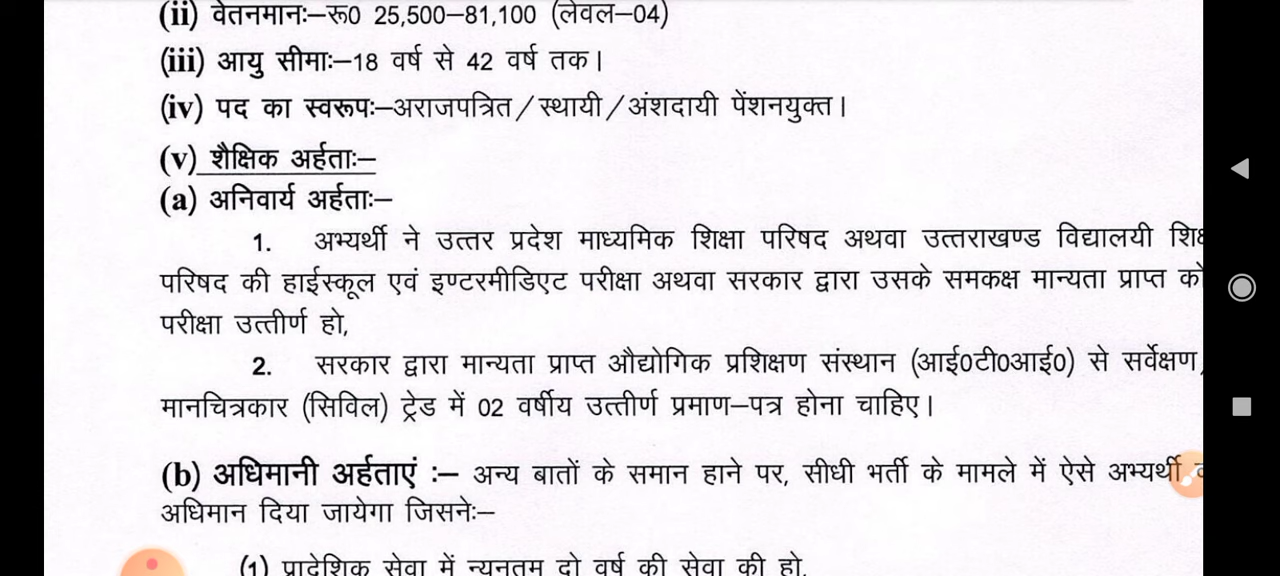 (ii) वेतनमानः–रू0 25,500–81,100 (लेवल–04)
(iii) आयु सीमाः–18 वर्ष से 42 वर्ष तक।
(iv) पद का स्वरूपः–अराजपत्रित/स्थायी/अंशदायी पेंशनयुक्त।
(v) शैक्षिक अर्हताः–
(a) अनिवार्य अर्हताः–
1. अभ्यर्थी ने उत्तर प्रदेश माध्यमिक शिक्षा परिषद अथवा उत्तराखण्ड विद्यालयी
परिषद की हाईस्कूल एवं इण्टरमीडिएट परीक्षा अथवा सरकार द्वारा उसके समकक्ष मान्यता प्राप्त
परीक्षा उत्तीर्ण हो,
2. सरकार द्वारा मान्यता प्राप्त औद्योगिक प्रशिक्षण संस्थान (आई0टी0आई0) से सर्वेक्षण,
मानचित्रकार (सिविल) ट्रेड में 02 वर्षीय उत्तीर्ण प्रमाण–पत्र होना चाहिए।
(b) अधिमानी अर्हताएं :– अन्य बातों के समान हाने पर, सीधी भर्ती के मामले में ऐसे अभ्यर्थी
अधिमान दिया जायेगा जिसनेः–
(1) प्रादेशिक सेवा में न्यूनतम दो वर्ष की सेवा की हो,